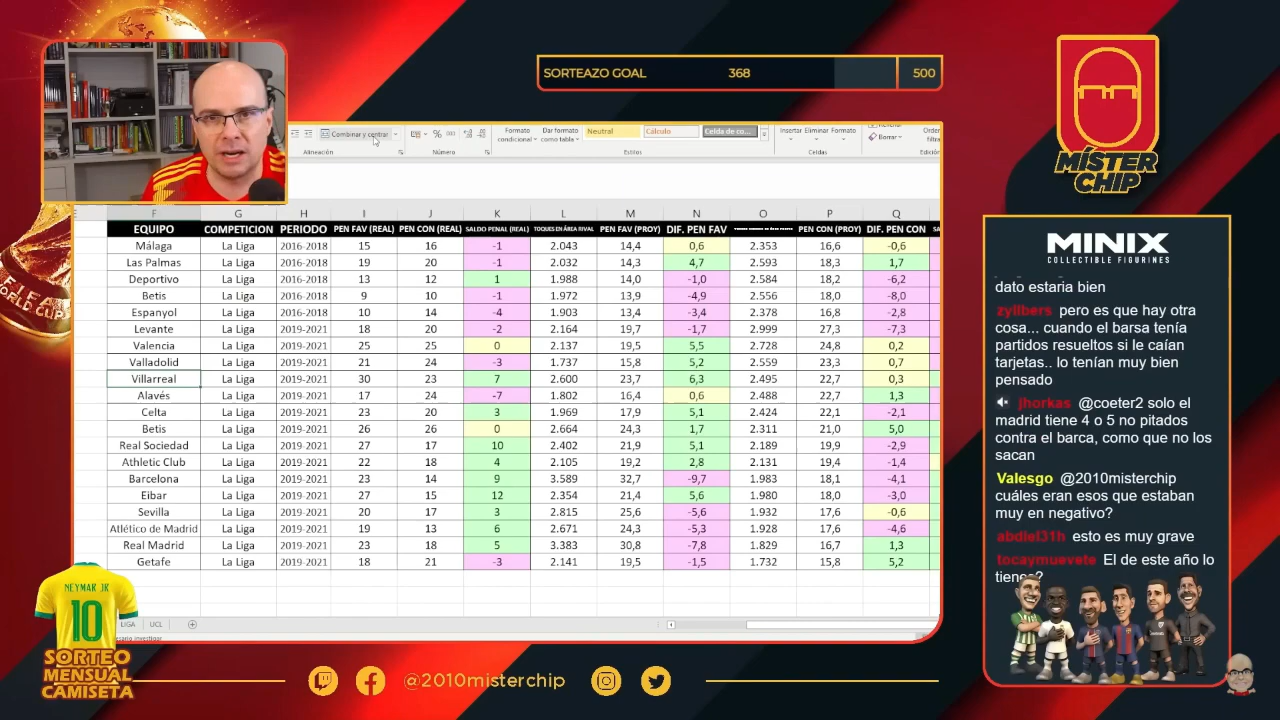 SORTEAZO GOAL 368 500
MÍSTER
CHIP
Combinar y centrar
Formato
condicional
Dar formato
como tabla
Neutral
Cálculo
Celda de co...
Insertar Eliminar Formato
Borrar
Alineación
Número
Estilos
Celdas
F G H I J K L M N O P Q
EQUIPO COMPETICION PERIODO PEN FAV (REAL) PEN CON (REAL) SALDO PENAL (REAL) TOQUES EN ÁREA RIVAL PEN FAV (PROY) DIF. PEN FAV PEN CON (PROY) DIF. PEN CON
Málaga La Liga 2016-2018 15 16 -1 2.043 14,4 0,6 2.353 16,6 -0,6
Las Palmas La Liga 2016-2018 19 20 -1 2.032 14,3 4,7 2.593 18,3 1,7
Deportivo La Liga 2016-2018 13 12 1 1.988 14,0 -1,0 2.584 18,2 -6,2
Betis La Liga 2016-2018 9 10 -1 1.972 13,9 -4,9 2.556 18,0 -8,0
Espanyol La Liga 2016-2018 10 14 -4 1.903 13,4 -3,4 2.378 16,8 -2,8
Levante La Liga 2019-2021 18 20 -2 2.164 19,7 -1,7 2.999 27,3 -7,3
Valencia La Liga 2019-2021 25 25 0 2.137 19,5 5,5 2.728 24,8 0,2
Valladolid La Liga 2019-2021 21 24 -3 1.737 15,8 5,2 2.559 23,3 0,7
Villarreal La Liga 2019-2021 30 23 7 2.600 23,7 6,3 2.495 22,7 0,3
Alavés La Liga 2019-2021 17 24 -7 1.802 16,4 0,6 2.488 22,7 1,3
Celta La Liga 2019-2021 23 20 3 1.969 17,9 5,1 2.424 22,1 -2,1
Betis La Liga 2019-2021 26 26 0 2.664 24,3 1,7 2.311 21,0 5,0
Real Sociedad La Liga 2019-2021 27 17 10 2.402 21,9 5,1 2.189 19,9 -2,9
Athletic Club La Liga 2019-2021 22 18 4 2.105 19,2 2,8 2.131 19,4 -1,4
Barcelona La Liga 2019-2021 23 14 9 3.589 32,7 -9,7 1.983 18,1 -4,1
Eibar La Liga 2019-2021 27 15 12 2.354 21,4 5,6 1.980 18,0 -3,0
Sevilla La Liga 2019-2021 20 17 3 2.815 25,6 -5,6 1.932 17,6 -0,6
Atlético de Madrid La Liga 2019-2021 19 13 6 2.671 24,3 -5,3 1.928 17,6 -4,6
Real Madrid La Liga 2019-2021 23 18 5 3.383 30,8 -7,8 1.829 16,7 1,3
Getafe La Liga 2019-2021 18 21 -3 2.141 19,5 -1,5 1.732 15,8 5,2
LIGA UCL
MINIX
COLLECTIBLE FIGURINES
dato estaria bien
zyllbers pero es que hay otra
cosa... cuando el barsa tenía
partidos resueltos si le caían
tarjetas.. lo tenían muy bien
pensado
jhorkas @coeter2 solo el
madrid tiene 4 o 5 no pitados
contra el barca, como que no los
sacan
Valesgo @2010misterchip
cuáles eran esos que estaban
muy en negativo?
abdiel31h esto es muy grave
tocaymuevete El de este año lo
tienes?
NEYMAR JR
10
SORTEO
MENSUAL
CAMISETA
@2010misterchip
FIFA
WORLD CUP